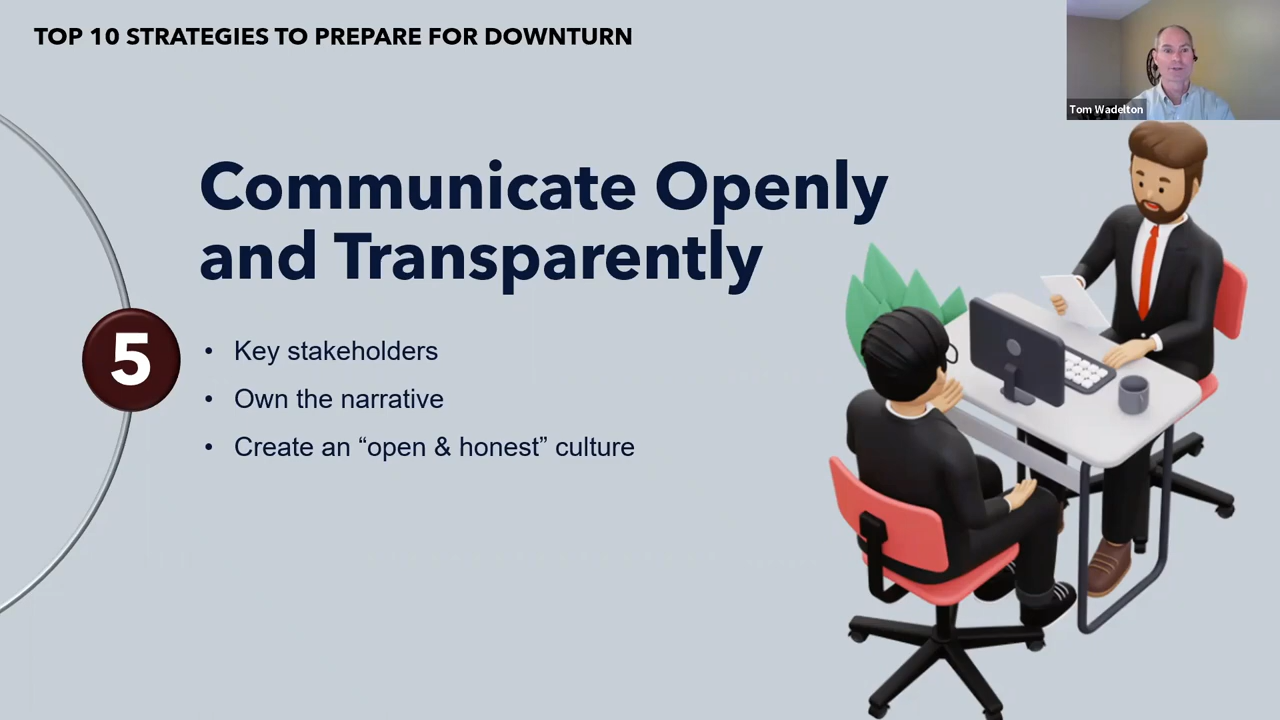 TOP 10 STRATEGIES TO PREPARE FOR DOWNTURN
Tom Wadelton
Communicate Openly
and Transparently
5
• Key stakeholders
• Own the narrative
• Create an “open & honest” culture